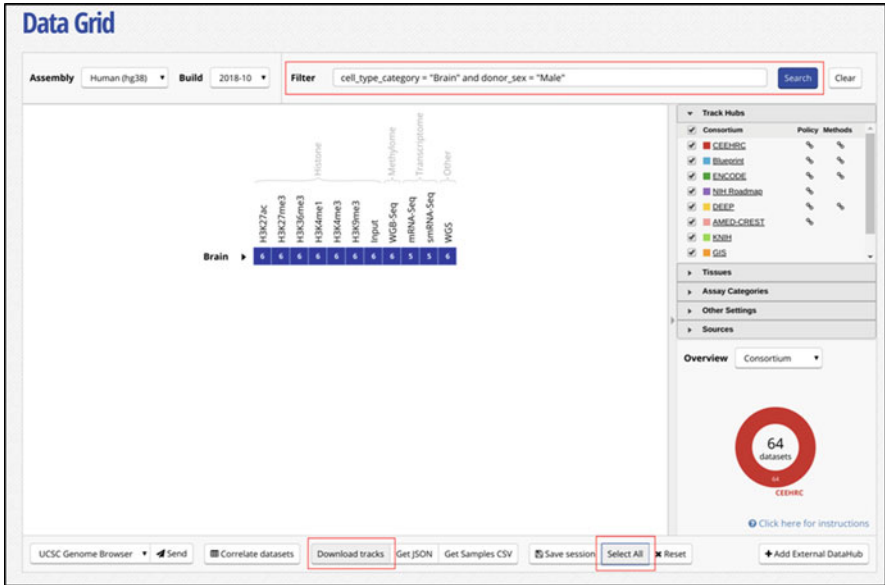 Data Grid
Assembly Human (hg38) Build 2018-10 Filter cell_type_category = "Brain" and donor_sex = "Male" Search Clear
Histone Methylome Transcriptome Other
H3K27ac H3K27me3 H3K36me3 H3K4me1 H3K4me3 H3K9me3 Input WGB-Seq mRNA-Seq smRNA-Seq WGS
Brain 6 6 6 6 6 6 6 6 5 5 6
Track Hubs
Consortium Policy Methods
CEEHRC
Blueprint
ENCODE
NIH Roadmap
DEEP
AMED-CREST
KNIH
GIS
Tissues
Assay Categories
Other Settings
Sources
Overview Consortium
64
datasets
64
CEEHRC
Click here for instructions
UCSC Genome Browser Send Correlate datasets Download tracks Get JSON Get Samples CSV Save session Select All Reset Add External DataHub